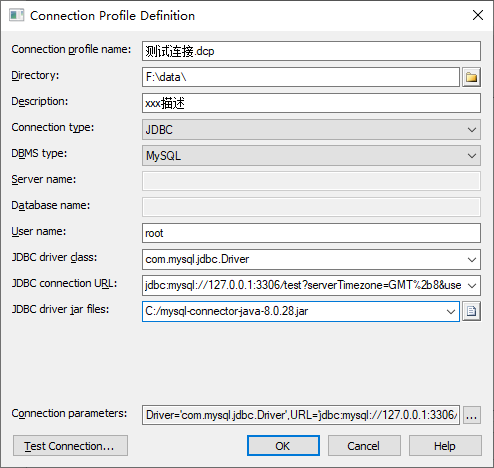 Connection Profile Definition
Connection profile name: 测试连接.dcp
Directory: F:\data\
Description: xxx描述
Connection type: JDBC
DBMS type: MySQL
Server name:
Database name:
User name: root
JDBC driver class: com.mysql.jdbc.Driver
JDBC connection URL: jdbc:mysql://127.0.0.1:3306/test?serverTimezone=GMT%2b8&use
JDBC driver jar files: C:/mysql-connector-java-8.0.28.jar
Connection parameters: Driver='com.mysql.jdbc.Driver',URL='jdbc:mysql://127.0.0.1:3306/ ...
Test Connection... OK Cancel Help